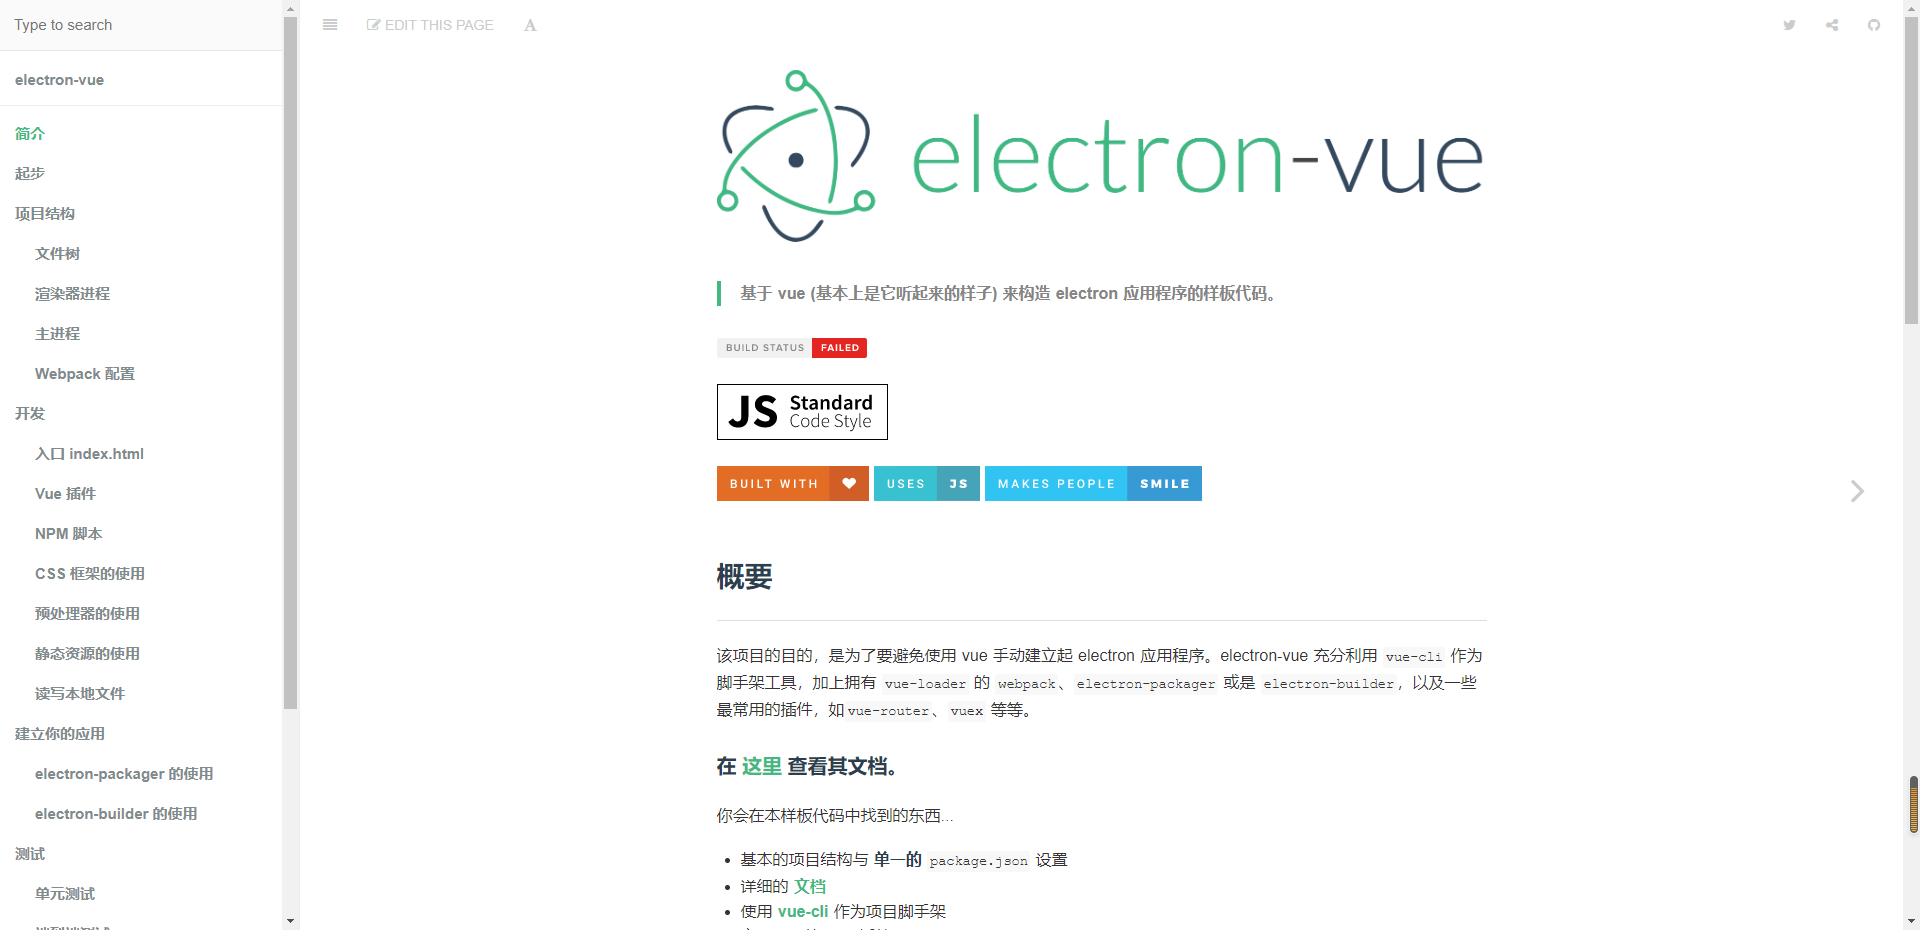 Type to search
electron-vue
简介
起步
项目结构
文件树
渲染器进程
主进程
Webpack 配置
开发
入口 index.html
Vue 插件
NPM 脚本
CSS 框架的使用
预处理器的使用
静态资源的使用
读写本地文件
建立你的应用
electron-packager 的使用
electron-builder 的使用
测试
单元测试
EDIT THIS PAGE
A
electron-vue
基于 vue (基本上是它听起来的样子) 来构造 electron 应用程序的样板代码。
BUILD STATUS FAILED
JS Standard
Code Style
BUILT WITH ❤ USES JS MAKES PEOPLE SMILE
概要
该项目的目的，是为了要避免使用 vue 手动建立起 electron 应用程序。electron-vue 充分利用 vue-cli 作为
脚手架工具，加上拥有 vue-loader 的 webpack、electron-packager 或是 electron-builder，以及一些
最常用的插件，如vue-router、vuex 等等。
在 这里 查看其文档。
你会在本样板代码中找到的东西...
• 基本的项目结构与 单一的 package.json 设置
• 详细的 文档
• 使用 vue-cli 作为项目脚手架